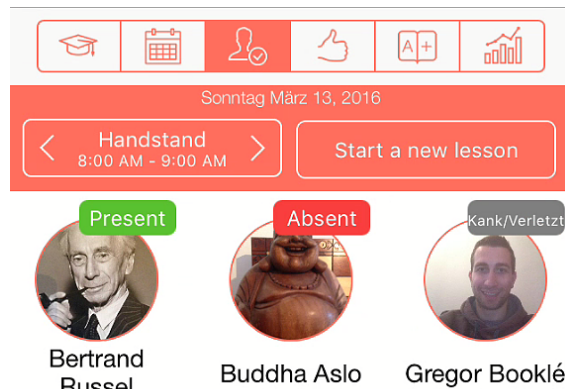 A+
Sonntag März 13, 2016
Handstand
8:00 AM - 9:00 AM
Start a new lesson
Present
Absent
Kank/Verletzt
Bertrand
Russel
Buddha Aslo
Gregor Booklé